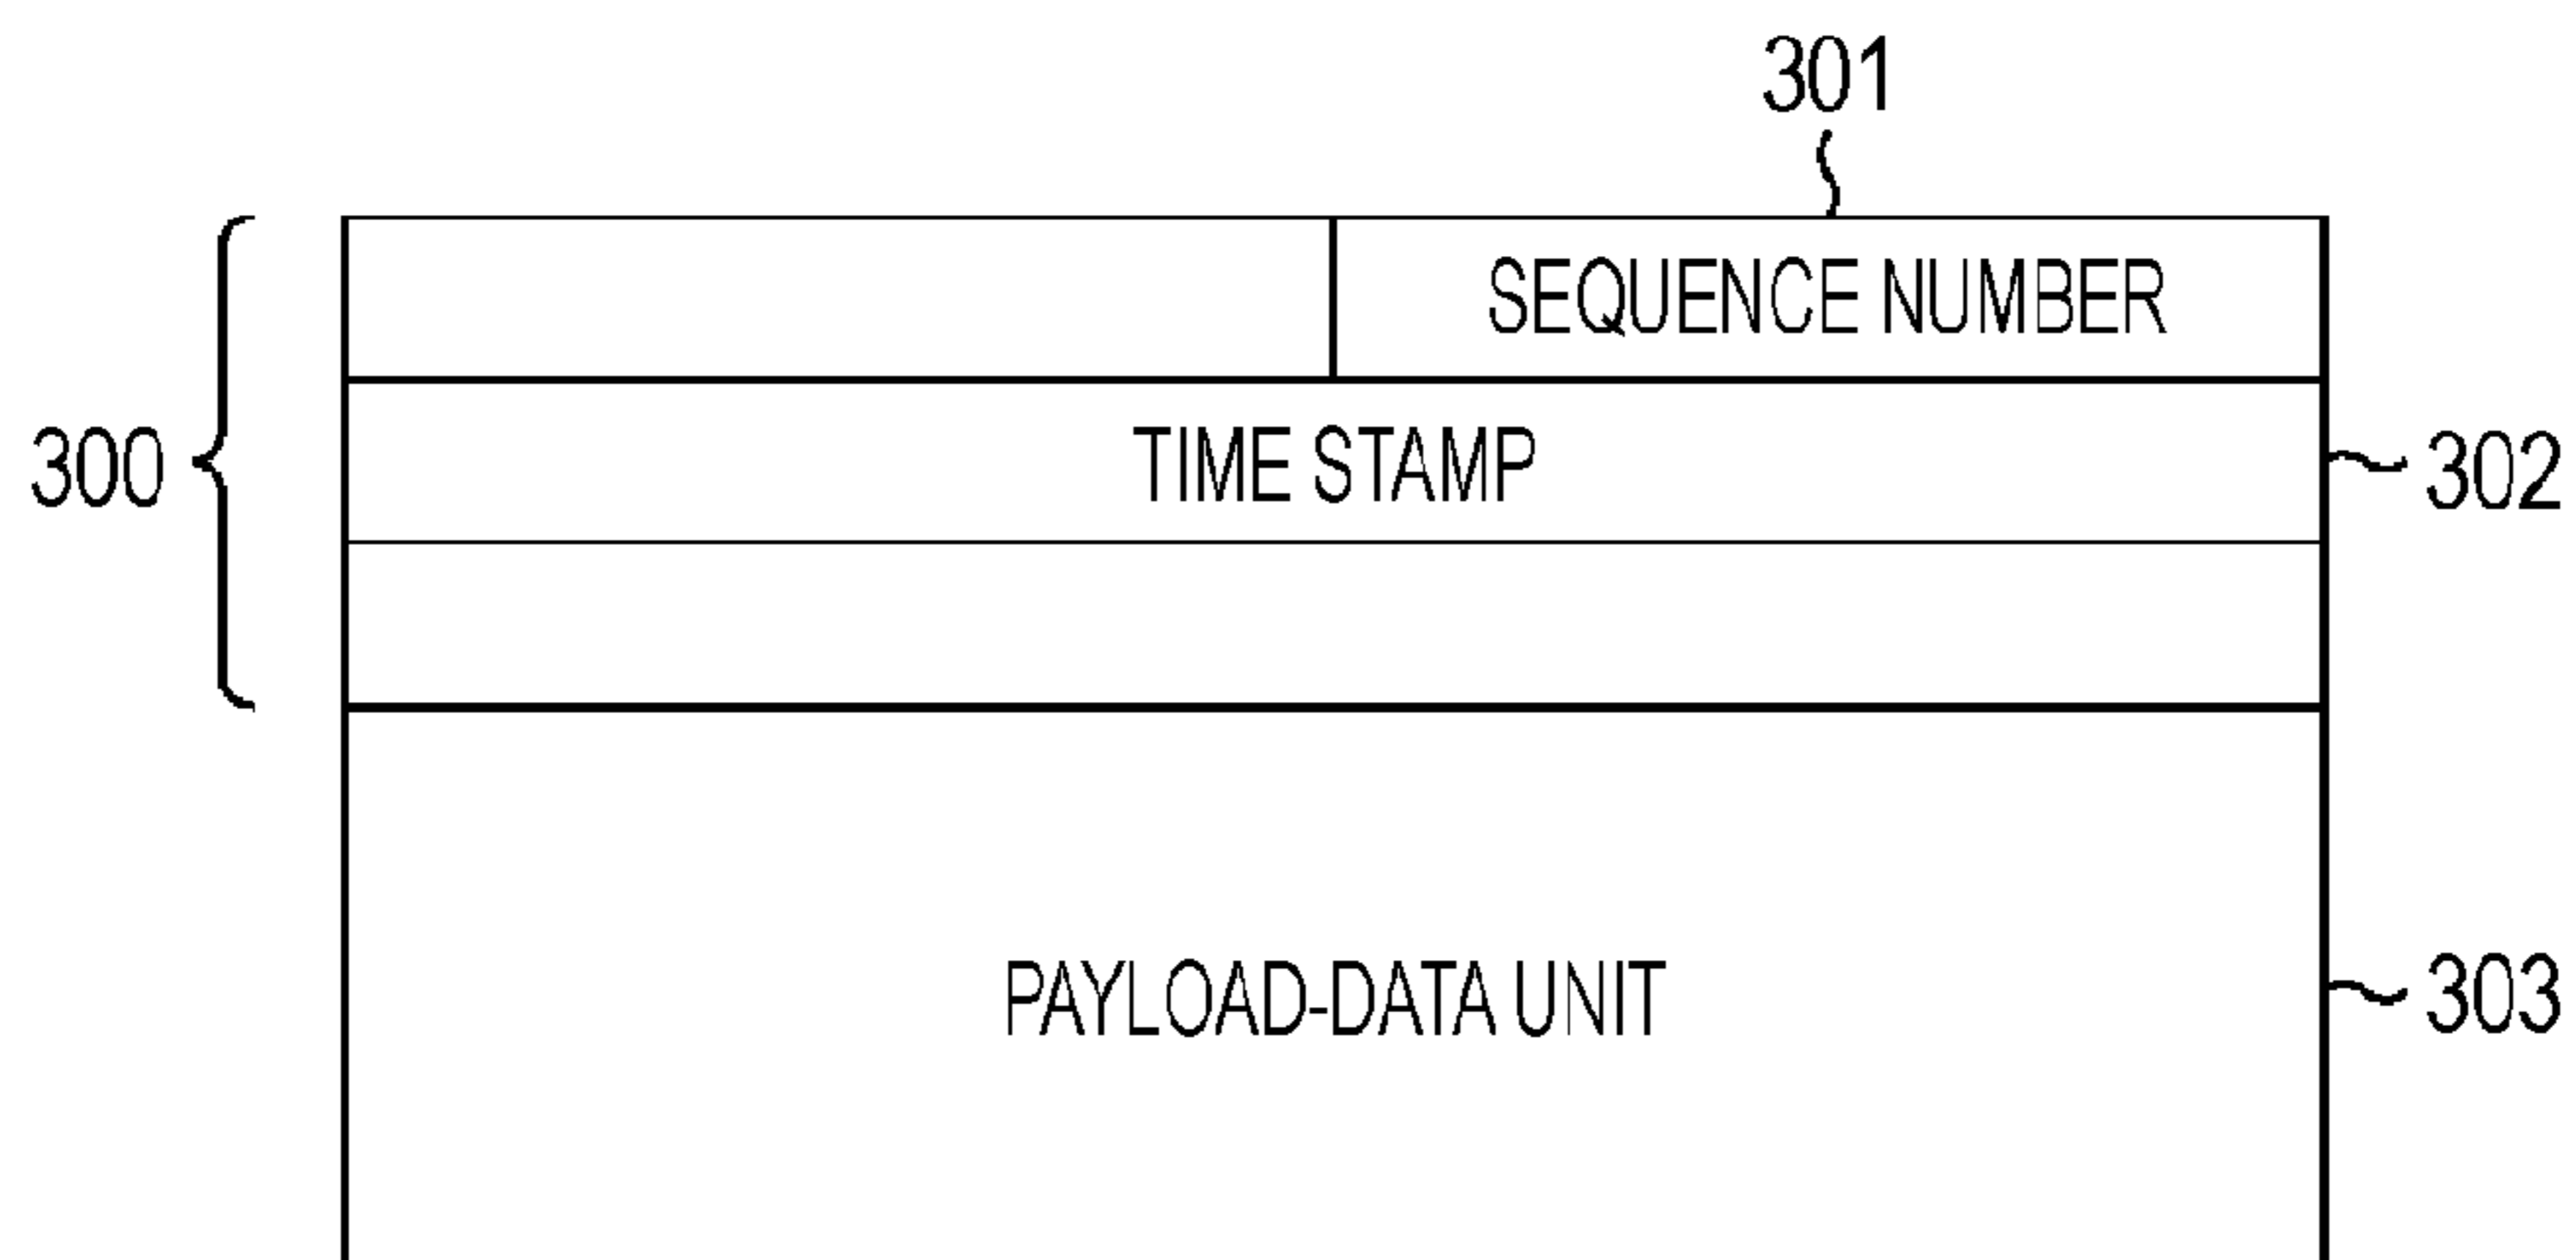 301
SEQUENCE NUMBER
300
TIME STAMP
302
PAYLOAD-DATA UNIT
303